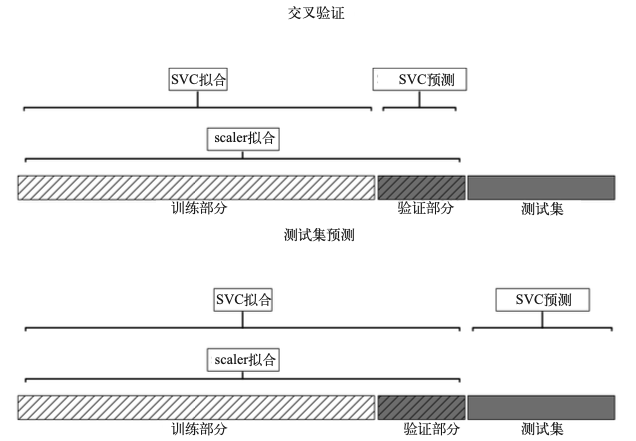 交叉验证
SVC拟合
SVC预测
scaler拟合
训练部分
验证部分
测试集
测试集预测
SVC拟合
SVC预测
scaler拟合
训练部分
验证部分
测试集